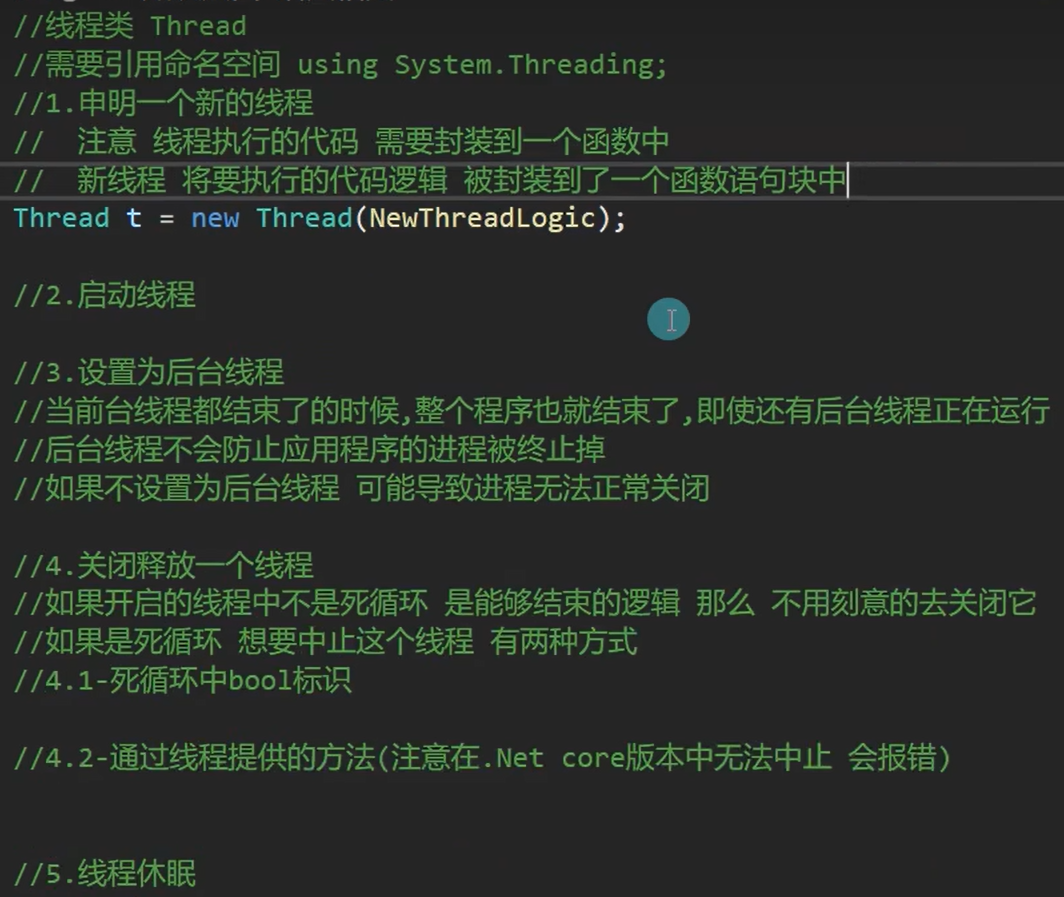 //线程类 Thread
//需要引用命名空间 using System.Threading;
//1.申明一个新的线程
//  注意 线程执行的代码 需要封装到一个函数中
//  新线程 将要执行的代码逻辑 被封装到了一个函数语句块中
Thread t = new Thread(NewThreadLogic);
//2.启动线程
//3.设置为后台线程
//当前台线程都结束了的时候,整个程序也就结束了,即使还有后台线程正在运行
//后台线程不会防止应用程序的进程被终止掉
//如果不设置为后台线程 可能导致进程无法正常关闭
//4.关闭释放一个线程
//如果开启的线程中不是死循环 是能够结束的逻辑 那么 不用刻意的去关闭它
//如果是死循环 想要中止这个线程 有两种方式
//4.1-死循环中bool标识
//4.2-通过线程提供的方法(注意在.Net core版本中无法中止 会报错)
//5.线程休眠